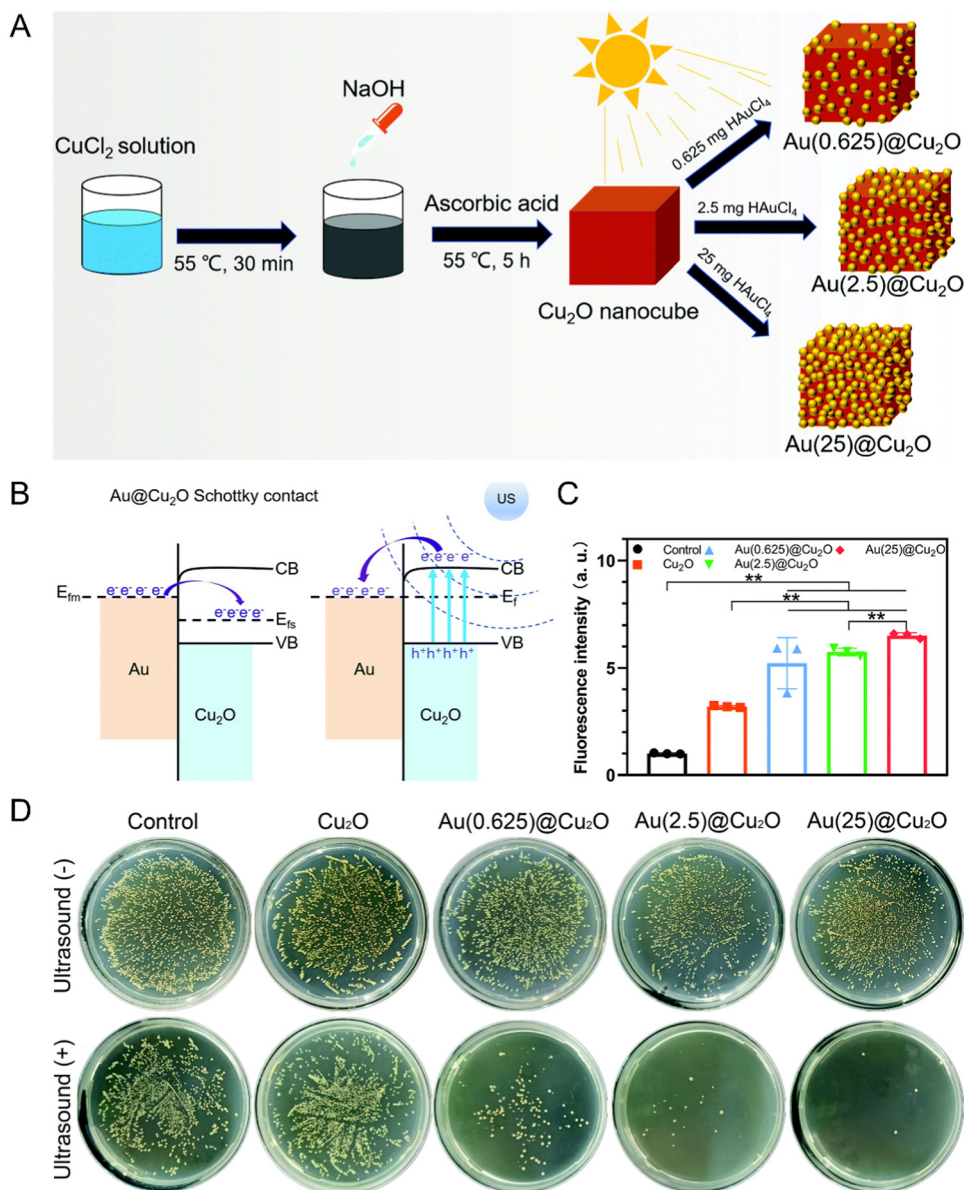 A
CuCl₂ solution
55 ℃, 30 min
NaOH
Ascorbic acid
55 ℃, 5 h
Cu₂O nanocube
0.625 mg HAuCl₄
2.5 mg HAuCl₄
25 mg HAuCl₄
Au(0.625)@Cu₂O
Au(2.5)@Cu₂O
Au(25)@Cu₂O
B
Au@Cu₂O Schottky contact
US
CB
Efm
e⁻e⁻e⁻e⁻e⁻
e⁻e⁻e⁻e⁻
Efs
VB
Au
Cu₂O
e⁻e⁻e⁻ e⁻
CB
e⁻e⁻e⁻ e⁻ e⁻
Ef
VB
h⁺h⁺h⁺h⁺
Au
Cu₂O
C
Fluorescence intensity (a. u.)
10
5
0
Control
Au(0.625)@Cu₂O
Au(25)@Cu₂O
Cu₂O
Au(2.5)@Cu₂O
**
**
**
D
Control
Cu₂O
Au(0.625)@Cu₂O
Au(2.5)@Cu₂O
Au(25)@Cu₂O
Ultrasound (-)
Ultrasound (+)